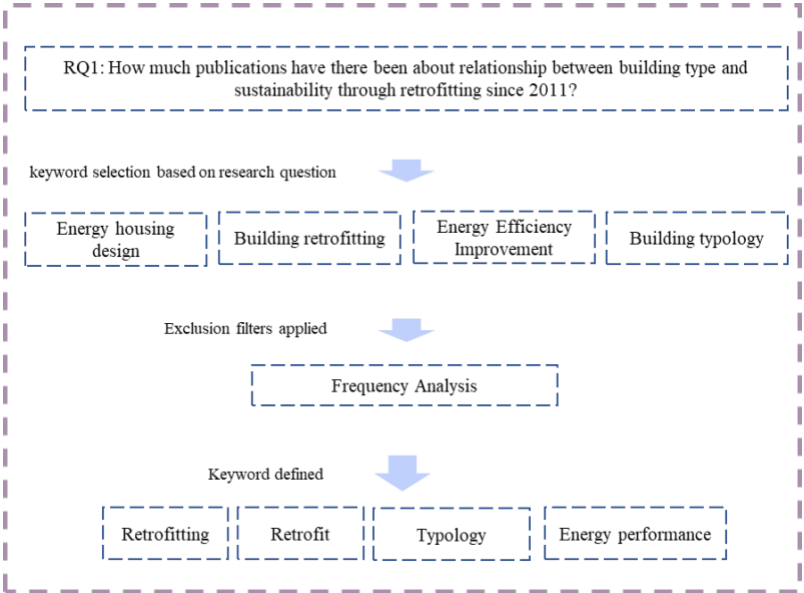 RQ1: How much publications have there been about relationship between building type and
sustainability through retrofitting since 2011?
keyword selection based on research question
Energy housing
design
Building retrofitting
Energy Efficiency
Improvement
Building typology
Exclusion filters applied
Frequency Analysis
Keyword defined
Retrofitting
Retrofit
Typology
Energy performance